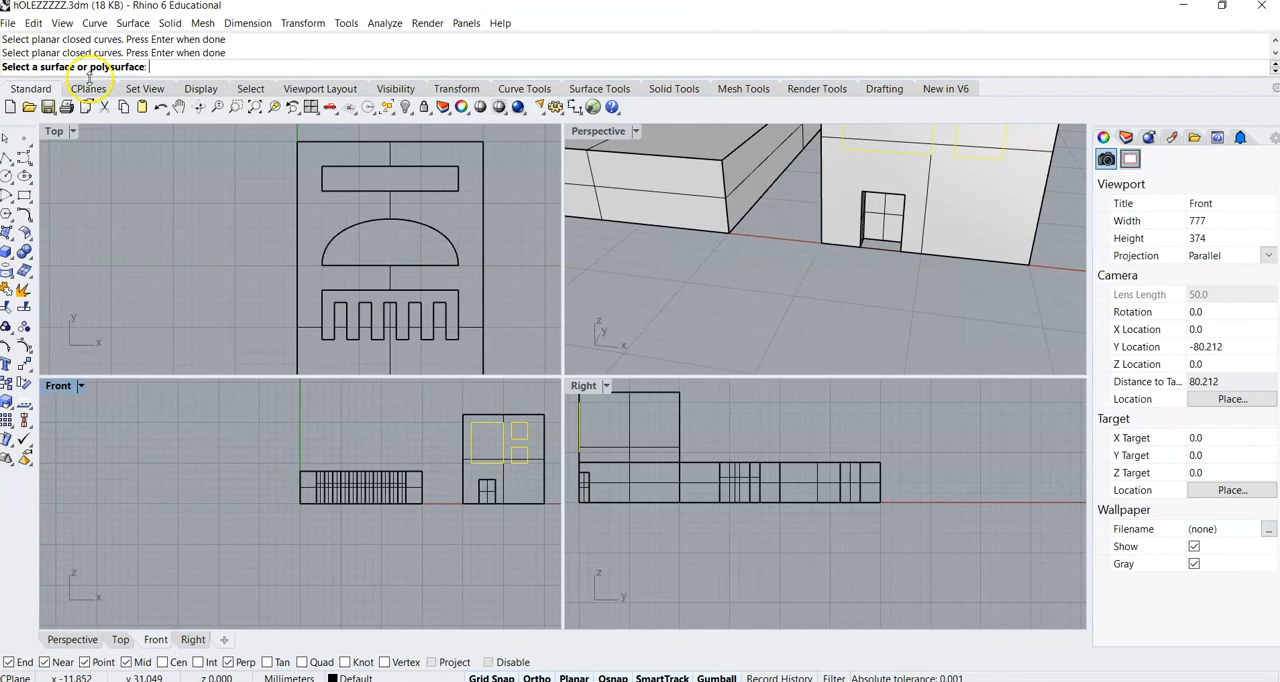 hOLEZZZZZ.3dm (18 KB) - Rhino 6 Educational
File Edit View Curve Surface Solid Mesh Dimension Transform Tools Analyze Render Panels Help
Select planar closed curves. Press Enter when done
Select planar closed curves. Press Enter when done
Select a surface or polysurface:
Standard CPlanes Set View Display Select Viewport Layout Visibility Transform Curve Tools Surface Tools Solid Tools Mesh Tools Render Tools Drafting New in V6
Top
y
x
Perspective
z
y
x
Front
z
x
Right
z
y
Viewport
Title Front
Width 777
Height 374
Projection Parallel
Camera
Lens Length 50.0
Rotation 0.0
X Location 0.0
Y Location -80.212
Z Location 0.0
Distance to Ta... 80.212
Location Place...
Target
X Target 0.0
Y Target 0.0
Z Target 0.0
Location Place...
Wallpaper
Filename (none) ...
Show
Gray
Perspective Top Front Right
End Near Point Mid Cen Int Perp Tan Quad Knot Vertex Project Disable
CPlane x -11.852 y 31.049 z 0.000 Millimeters Default Grid Snap Ortho Planar Osnap SmartTrack Gumball Record History Filter Absolute tolerance: 0.001